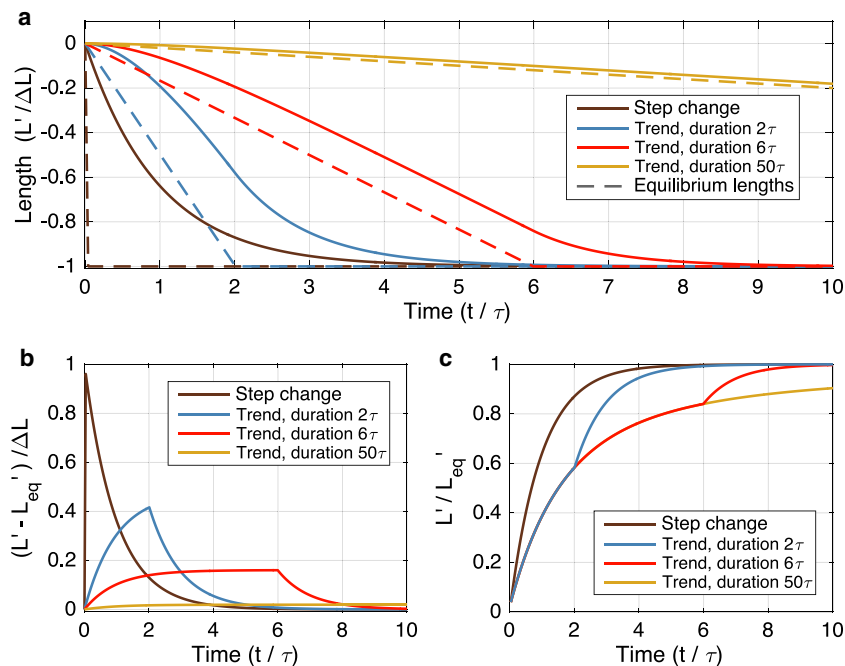 a
0
-0.2
-0.4
-0.6
-0.8
-1
Length (L'/ΔL)
Step change
Trend, duration 2τ
Trend, duration 6τ
Trend, duration 50τ
Equilibrium lengths
0 1 2 3 4 5 6 7 8 9 10
Time (t / τ)
b
1
0.8
0.6
0.4
0.2
0
(L' - L_eq') / ΔL
Step change
Trend, duration 2τ
Trend, duration 6τ
Trend, duration 50τ
0 2 4 6 8 10
Time (t / τ)
c
1
0.8
0.6
0.4
0.2
0
L' / L_eq'
Step change
Trend, duration 2τ
Trend, duration 6τ
Trend, duration 50τ
0 2 4 6 8 10
Time (t / τ)